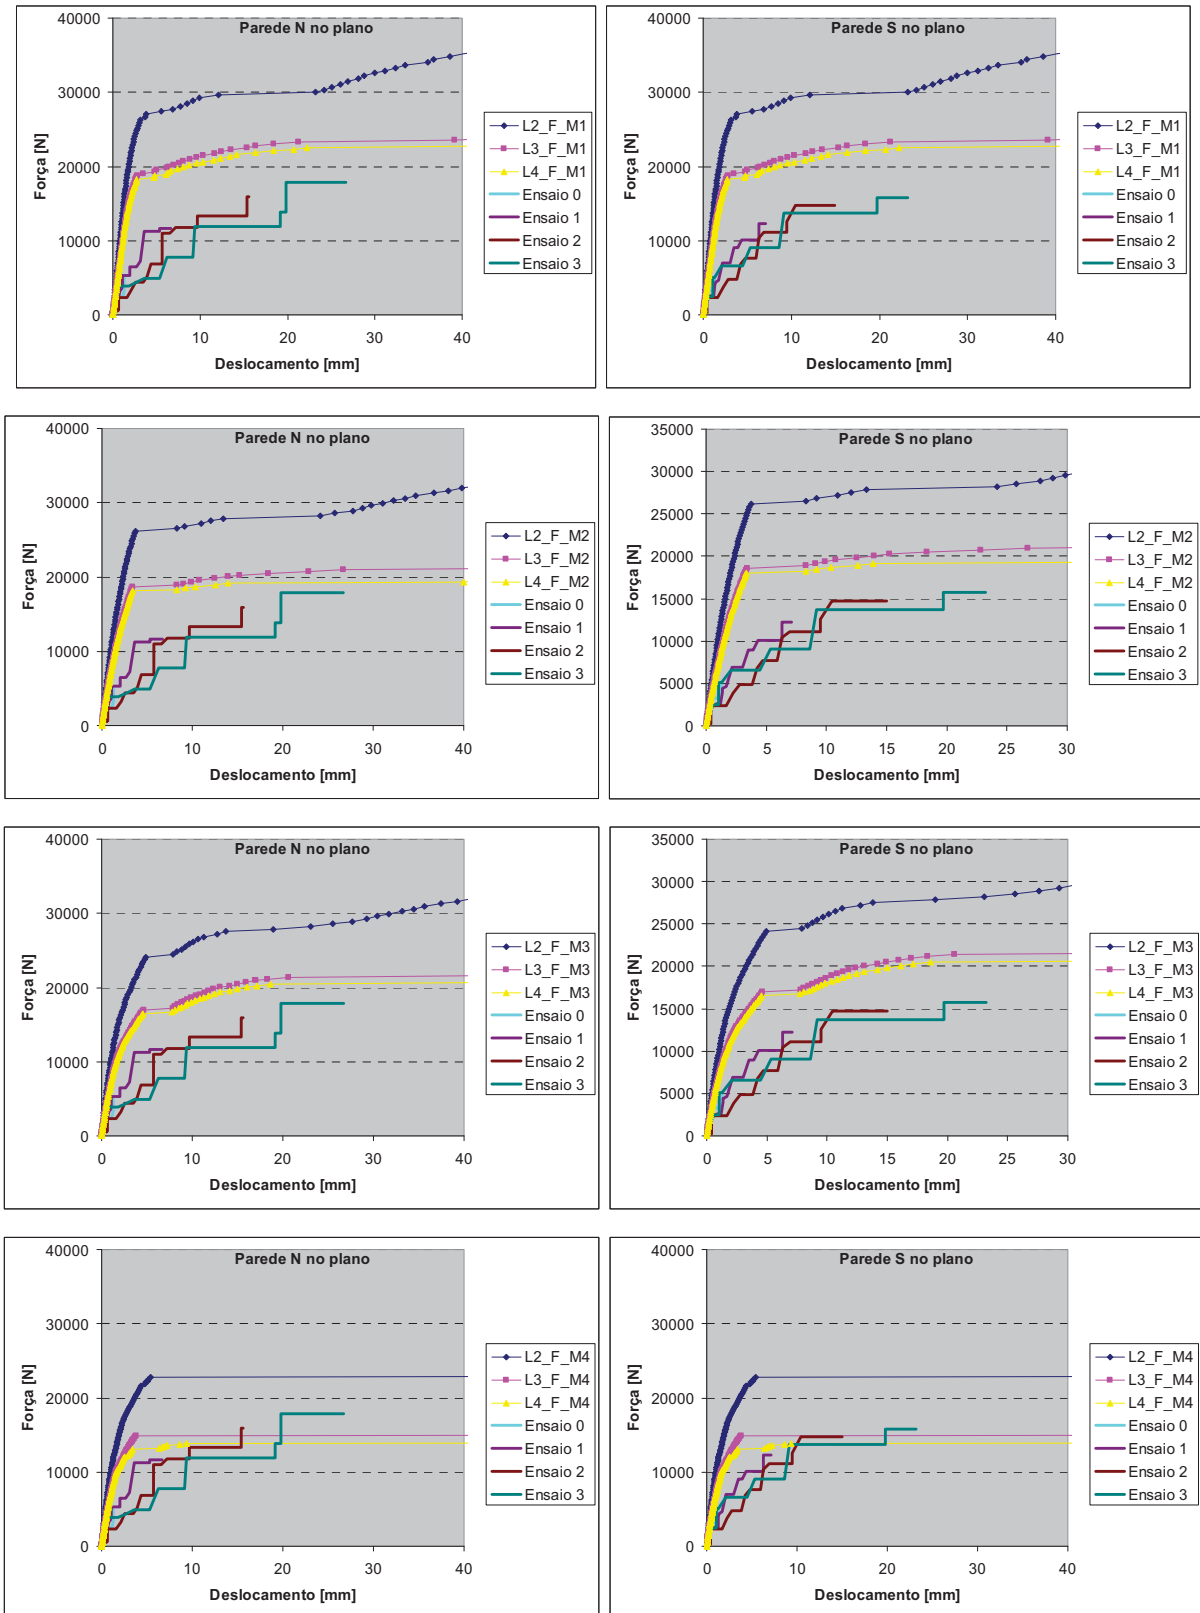 Parede N no plano
40000
30000
20000
10000
0
Força [N]
0 10 20 30 40
Deslocamento [mm]
L2_F_M1
L3_F_M1
L4_F_M1
Ensaio 0
Ensaio 1
Ensaio 2
Ensaio 3
Parede S no plano
40000
30000
20000
10000
0
Força [N]
0 10 20 30 40
Deslocamento [mm]
L2_F_M1
L3_F_M1
L4_F_M1
Ensaio 0
Ensaio 1
Ensaio 2
Ensaio 3
Parede N no plano
40000
30000
20000
10000
0
Força [N]
0 10 20 30 40
Deslocamento [mm]
L2_F_M2
L3_F_M2
L4_F_M2
Ensaio 0
Ensaio 1
Ensaio 2
Ensaio 3
Parede S no plano
35000
30000
25000
20000
15000
10000
5000
0
Força [N]
0 5 10 15 20 25 30
Deslocamento [mm]
L2_F_M2
L3_F_M2
L4_F_M2
Ensaio 0
Ensaio 1
Ensaio 2
Ensaio 3
Parede N no plano
40000
30000
20000
10000
0
Força [N]
0 10 20 30 40
Deslocamento [mm]
L2_F_M3
L3_F_M3
L4_F_M3
Ensaio 0
Ensaio 1
Ensaio 2
Ensaio 3
Parede S no plano
35000
30000
25000
20000
15000
10000
5000
0
Força [N]
0 5 10 15 20 25 30
Deslocamento [mm]
L2_F_M3
L3_F_M3
L4_F_M3
Ensaio 0
Ensaio 1
Ensaio 2
Ensaio 3
Parede N no plano
40000
30000
20000
10000
0
Força [N]
0 10 20 30 40
Deslocamento [mm]
L2_F_M4
L3_F_M4
L4_F_M4
Ensaio 0
Ensaio 1
Ensaio 2
Ensaio 3
Parede S no plano
40000
30000
20000
10000
0
Força [N]
0 10 20 30 40
Deslocamento [mm]
L2_F_M4
L3_F_M4
L4_F_M4
Ensaio 0
Ensaio 1
Ensaio 2
Ensaio 3